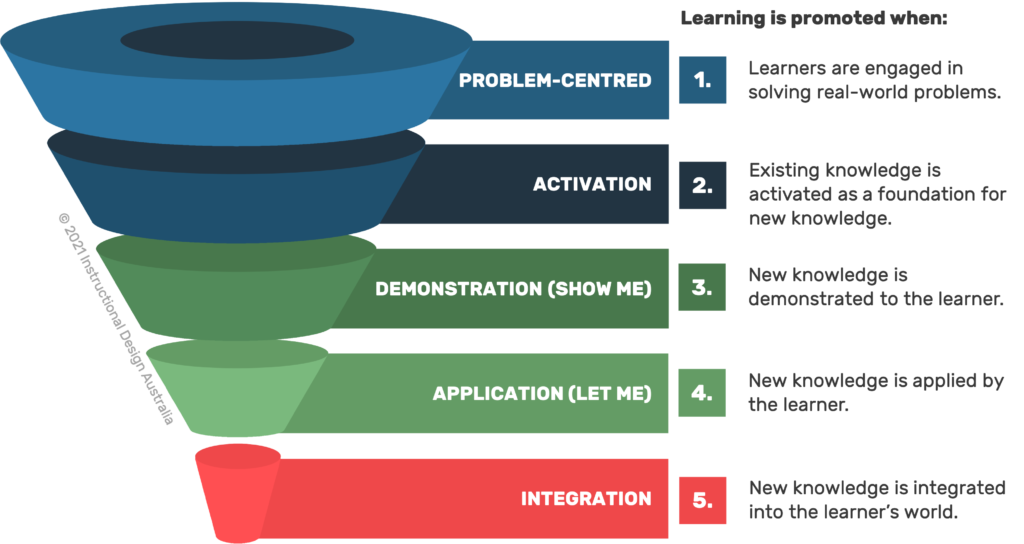 Learning is promoted when:
PROBLEM-CENTRED
1.
Learners are engaged in
solving real-world problems.
ACTIVATION
2.
Existing knowledge is
activated as a foundation for
new knowledge.
DEMONSTRATION (SHOW ME)
3.
New knowledge is
demonstrated to the learner.
APPLICATION (LET ME)
4.
New knowledge is applied by
the learner.
INTEGRATION
5.
New knowledge is integrated
into the learner's world.
© 2021 Instructional Design Australia